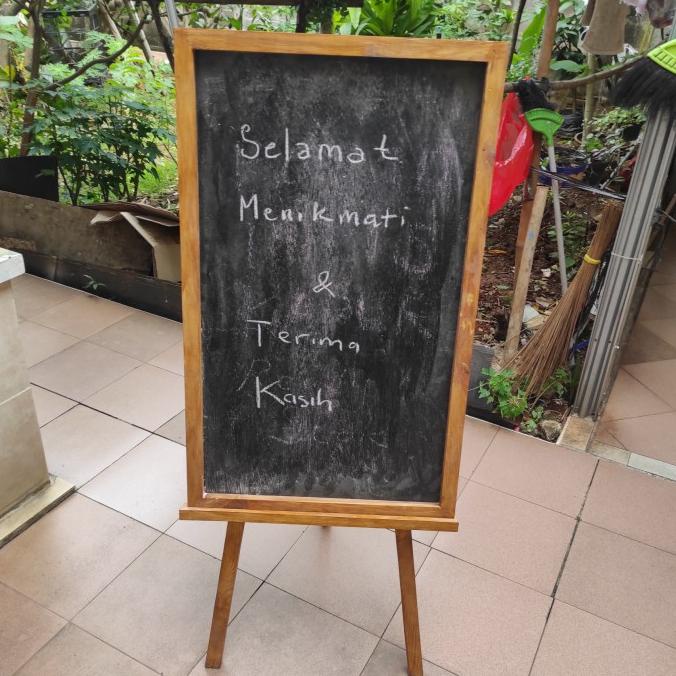 Selamat
Menikmati
&
Terima
Kasih